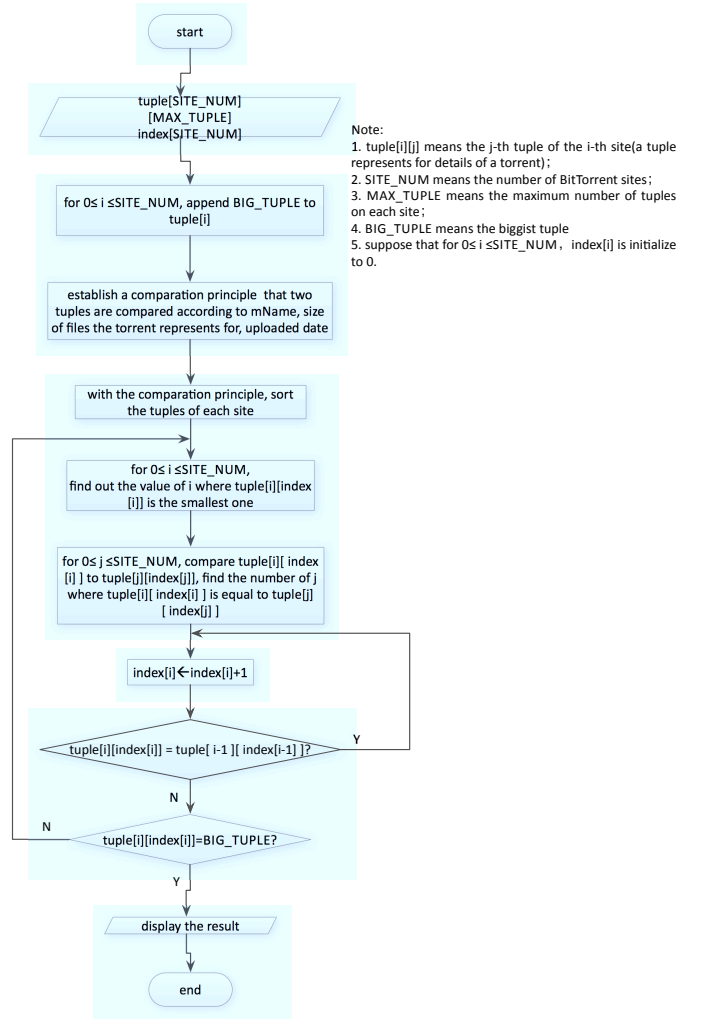 start
tuple[SITE_NUM]
[MAX_TUPLE]
index[SITE_NUM]
Note:
1. tuple[i][j] means the j-th tuple of the i-th site(a tuple
represents for details of a torrent);
2. SITE_NUM means the number of BitTorrent sites;
3. MAX_TUPLE means the maximum number of tuples
on each site;
4. BIG_TUPLE means the biggist tuple
5. suppose that for 0≤ i ≤SITE_NUM, index[i] is initialize
to 0.
for 0≤ i ≤SITE_NUM, append BIG_TUPLE to
tuple[i]
establish a comparation principle that two
tuples are compared according to mName, size
of files the torrent represents for, uploaded date
with the comparation principle, sort
the tuples of each site
for 0≤ i ≤SITE_NUM,
find out the value of i where tuple[i][index
[i]] is the smallest one
for 0≤ j ≤SITE_NUM, compare tuple[i][ index
[i] ] to tuple[j][index[j]], find the number of j
where tuple[i][ index[i] ] is equal to tuple[j]
[ index[j] ]
index[i]←index[i]+1
tuple[i][index[i]] = tuple[ i-1 ][ index[i-1] ]?
Y
N
tuple[i][index[i]]=BIG_TUPLE?
N
Y
display the result
end